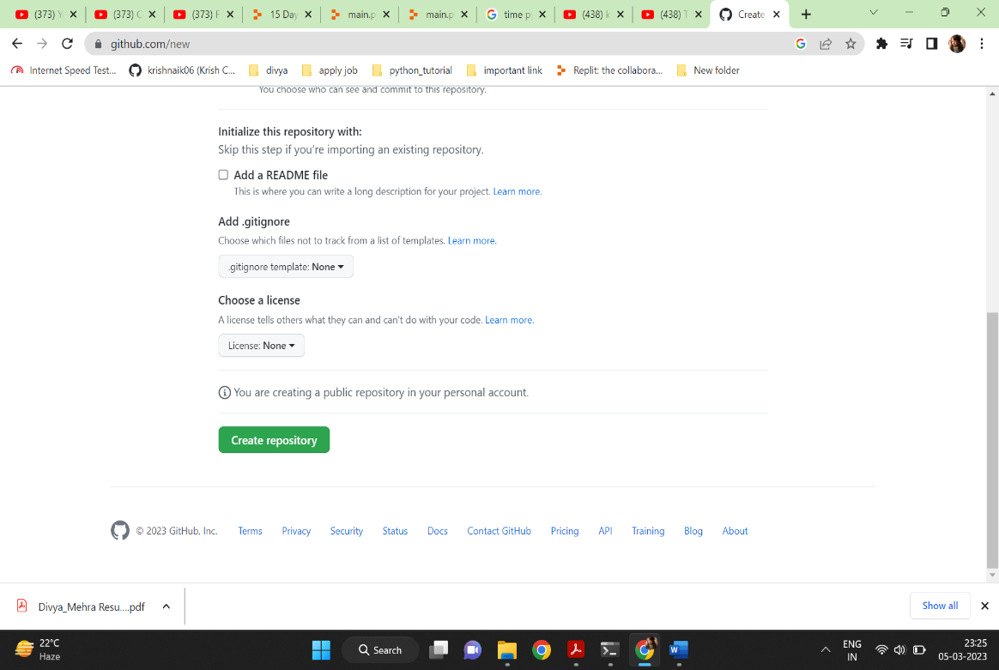 (373) Y
(373) C
(373) F
15 Day
main.p
main.p
time p
(438) k
(438) T
Create
github.com/new
Internet Speed Test...
krishnaik06 (Krish C...
divya
apply job
python_tutorial
important link
Replit: the collabora...
New folder
You choose who can see and commit to this repository.
Initialize this repository with:
Skip this step if you're importing an existing repository.
Add a README file
This is where you can write a long description for your project. Learn more.
Add .gitignore
Choose which files not to track from a list of templates. Learn more.
.gitignore template: None
Choose a license
A license tells others what they can and can't do with your code. Learn more.
License: None
You are creating a public repository in your personal account.
Create repository
© 2023 GitHub, Inc.
Terms
Privacy
Security
Status
Docs
Contact GitHub
Pricing
API
Training
Blog
About
Divya_Mehra Resu....pdf
Show all
22°C
Haze
Search
ENG
IN
23:25
05-03-2023